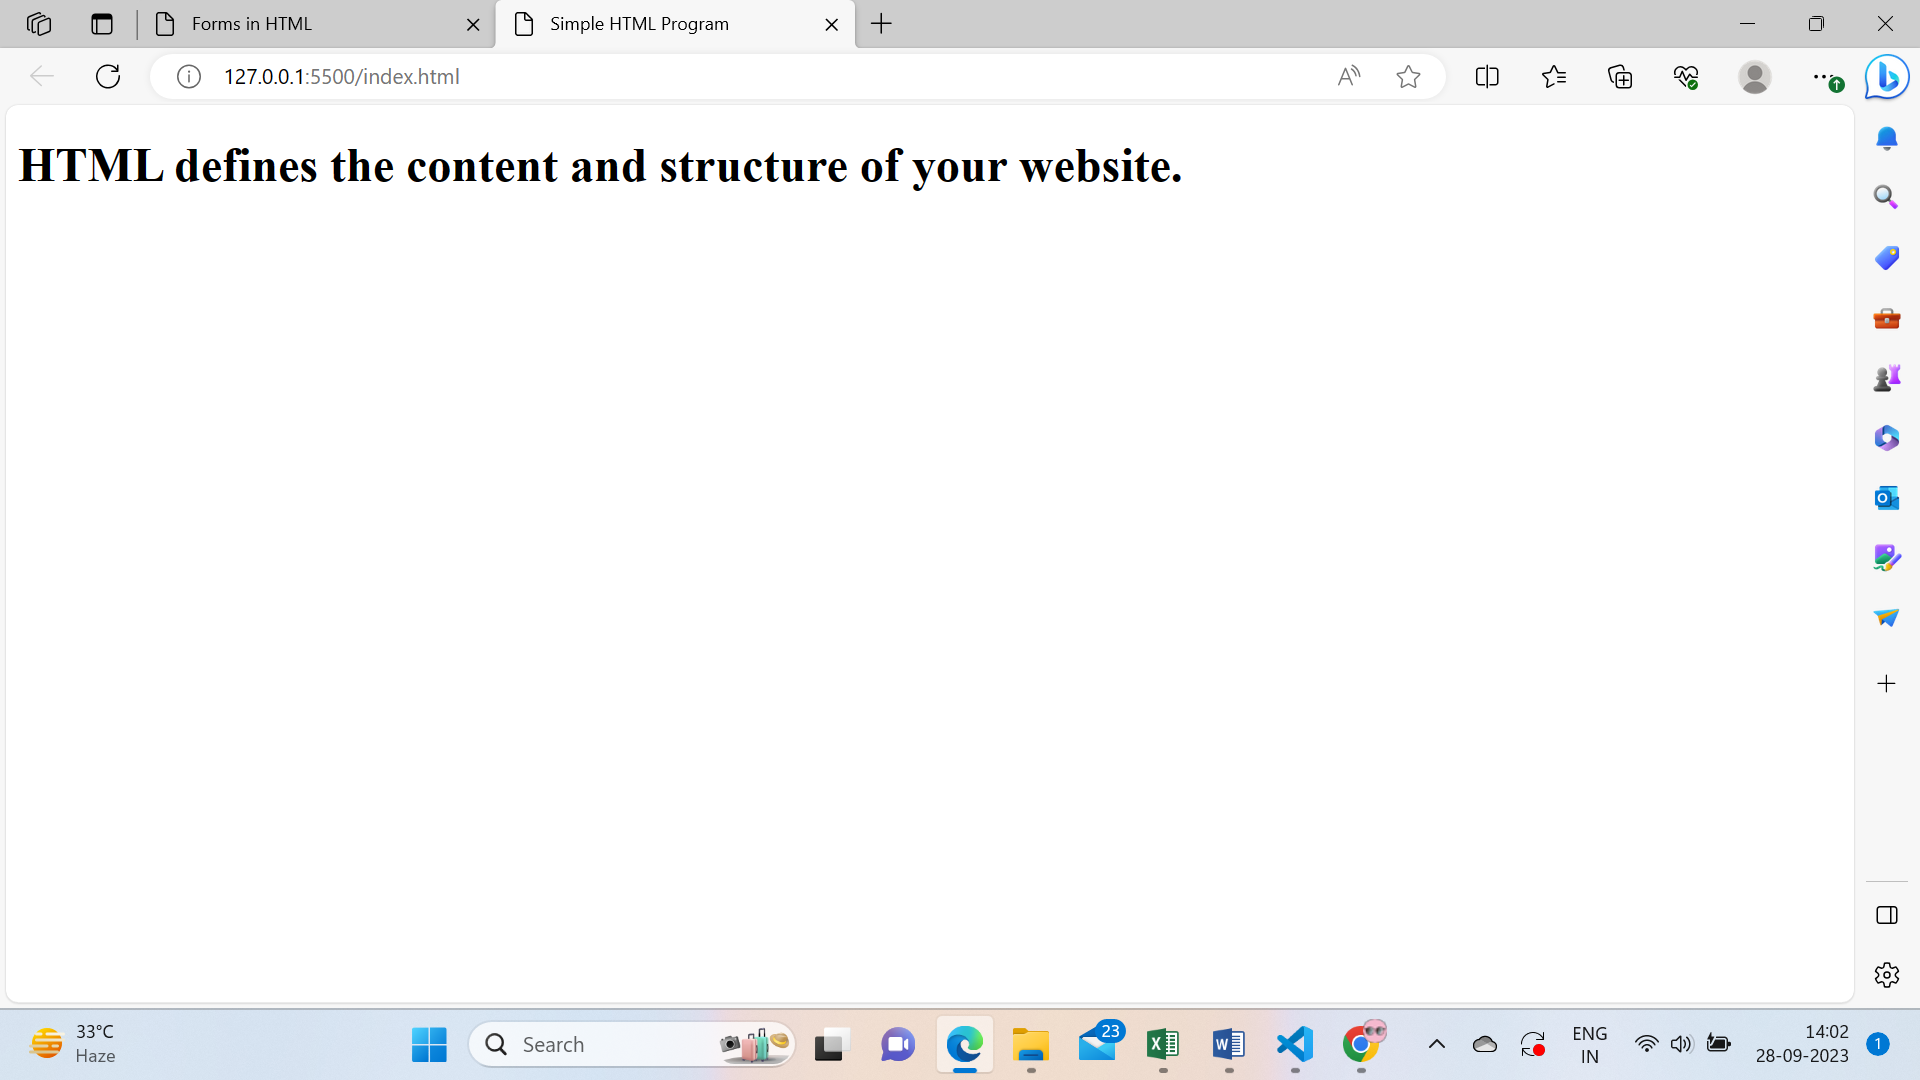 Forms in HTML
Simple HTML Program
127.0.0.1:5500/index.html
HTML defines the content and structure of your website.
33°C
Haze
Search
23
ENG
IN
14:02
28-09-2023
1